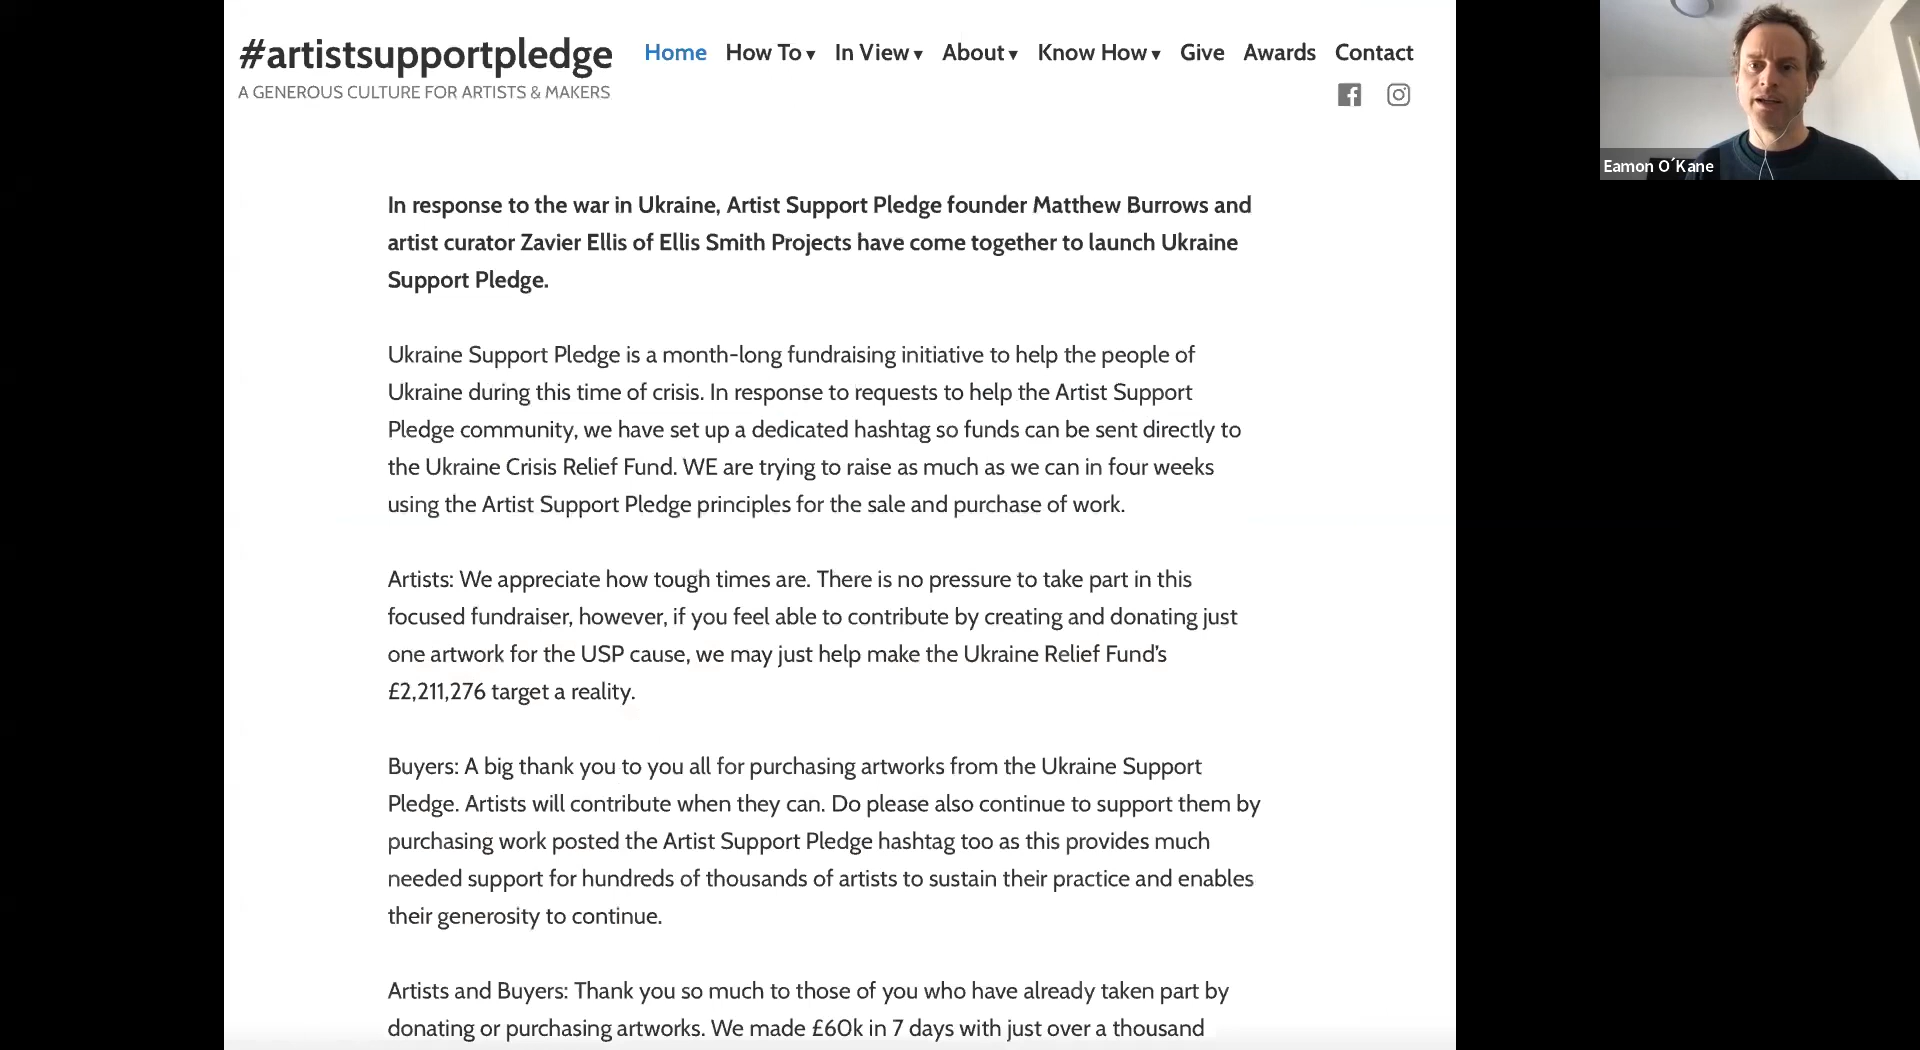 #artistsupportpledge
A GENEROUS CULTURE FOR ARTISTS & MAKERS
Home How To ▾ In View ▾ About ▾ Know How ▾ Give Awards Contact
Eamon O´Kane
In response to the war in Ukraine, Artist Support Pledge founder Matthew Burrows and
artist curator Zavier Ellis of Ellis Smith Projects have come together to launch Ukraine
Support Pledge.
Ukraine Support Pledge is a month-long fundraising initiative to help the people of
Ukraine during this time of crisis. In response to requests to help the Artist Support
Pledge community, we have set up a dedicated hashtag so funds can be sent directly to
the Ukraine Crisis Relief Fund. WE are trying to raise as much as we can in four weeks
using the Artist Support Pledge principles for the sale and purchase of work.
Artists: We appreciate how tough times are. There is no pressure to take part in this
focused fundraiser, however, if you feel able to contribute by creating and donating just
one artwork for the USP cause, we may just help make the Ukraine Relief Fund's
£2,211,276 target a reality.
Buyers: A big thank you to you all for purchasing artworks from the Ukraine Support
Pledge. Artists will contribute when they can. Do please also continue to support them by
purchasing work posted the Artist Support Pledge hashtag too as this provides much
needed support for hundreds of thousands of artists to sustain their practice and enables
their generosity to continue.
Artists and Buyers: Thank you so much to those of you who have already taken part by
donating or purchasing artworks. We made £60k in 7 days with just over a thousand